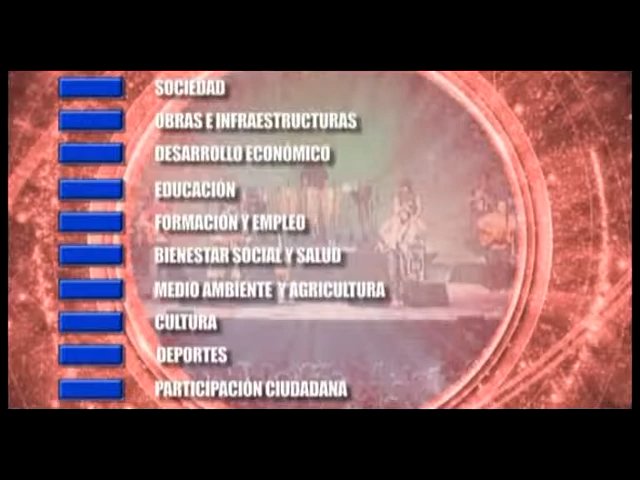 SOCIEDAD
OBRAS E INFRAESTRUCTURAS
DESARROLLO ECONÓMICO
EDUCACIÓN
FORMACIÓN Y EMPLEO
BIENESTAR SOCIAL Y SALUD
MEDIO AMBIENTE Y AGRICULTURA
CULTURA
DEPORTES
PARTICIPACIÓN CIUDADANA